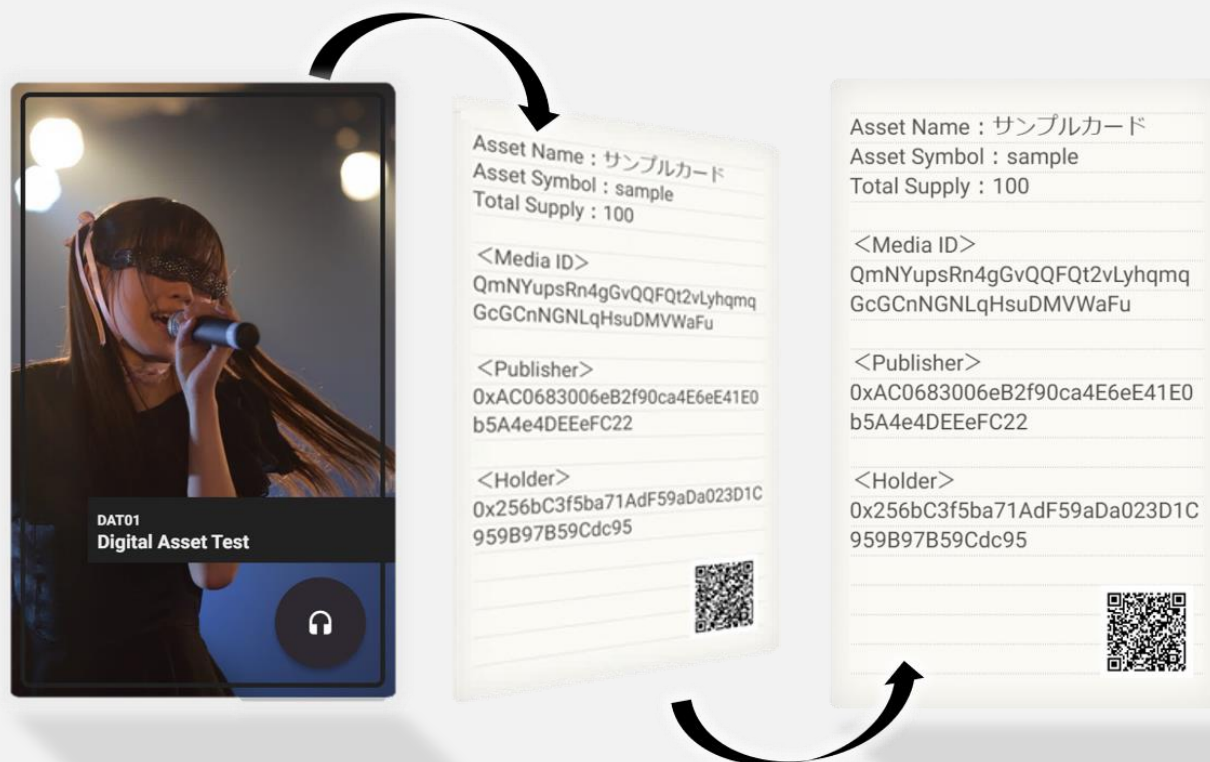 DAT01
Digital Asset Test
Asset Name：サンプルカード
Asset Symbol：sample
Total Supply：100
＜Media ID＞
QmNYupsRn4gGvQQFQt2vLyhqmq
GcGCnNGNLqHsuDMVWaFu
＜Publisher＞
0xAC0683006eB2f90ca4E6eE41E0
b5A4e4DEEeFC22
＜Holder＞
0x256bC3f5ba71AdF59aDa023D1C
959B97B59Cdc95
Asset Name：サンプルカード
Asset Symbol：sample
Total Supply：100
＜Media ID＞
QmNYupsRn4gGvQQFQt2vLyhqmq
GcGCnNGNLqHsuDMVWaFu
＜Publisher＞
0xAC0683006eB2f90ca4E6eE41E0
b5A4e4DEEeFC22
＜Holder＞
0x256bC3f5ba71AdF59aDa023D1C
959B97B59Cdc95